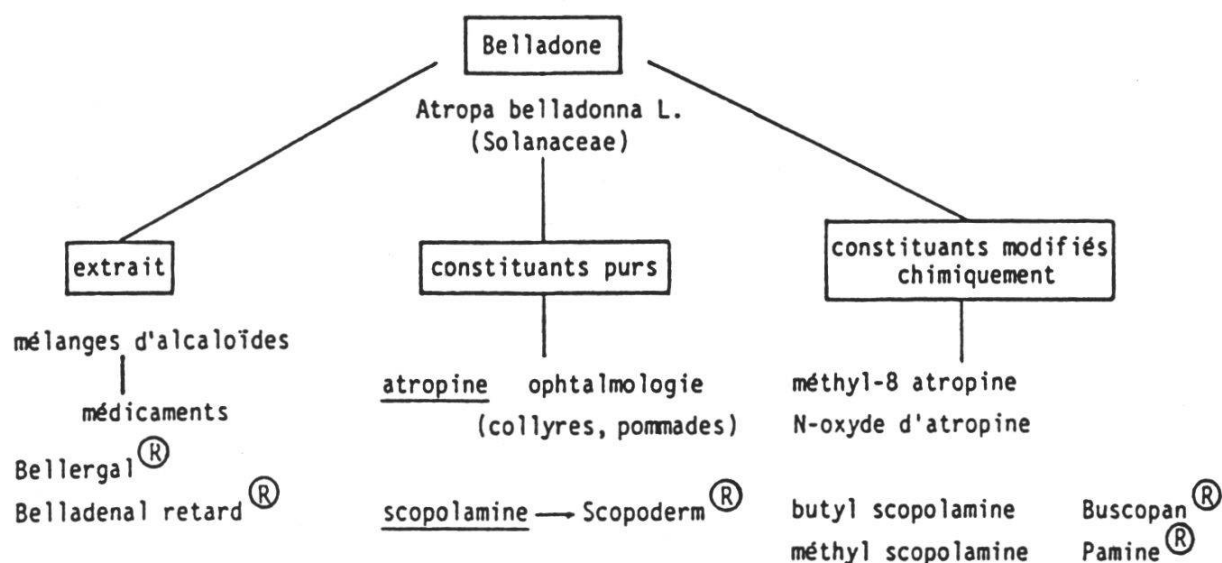 Belladone
Atropa belladonna L.
(Solanaceae)
extrait
mélanges d'alcaloïdes
médicaments
Bellergal®
Belladenal retard®
constituants purs
atropine ophtalmologie
(collyres, pommades)
scopolamine → Scopoderm®
constituants modifiés
chimiquement
méthyl-8 atropine
N-oxyde d'atropine
butyl scopolamine Buscopan®
méthyl scopolamine Pamine®